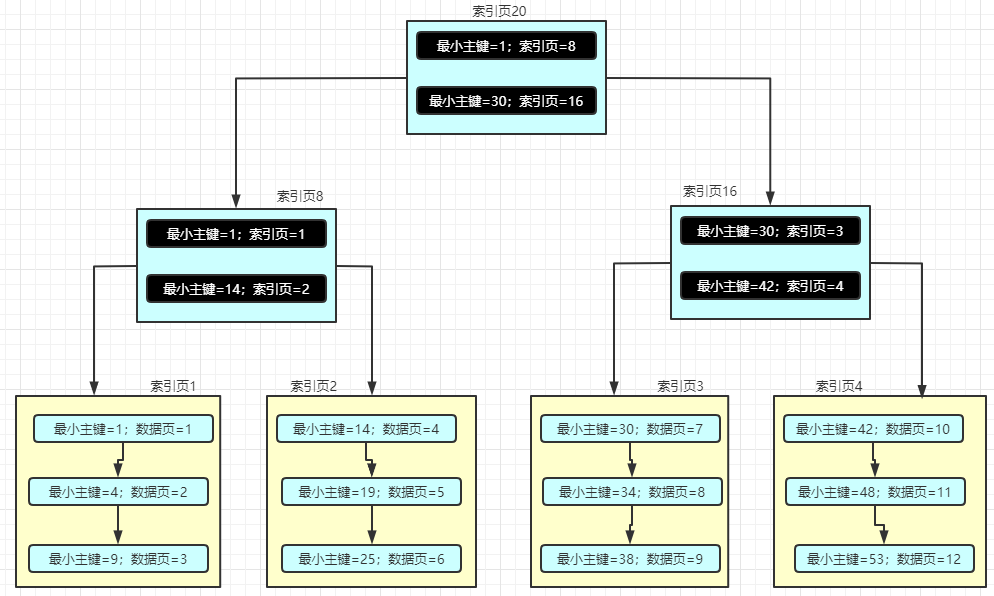 索引页20
最小主键=1；索引页=8
最小主键=30；索引页=16
索引页8
最小主键=1；索引页=1
最小主键=14；索引页=2
索引页16
最小主键=30；索引页=3
最小主键=42；索引页=4
索引页1
最小主键=1；数据页=1
最小主键=4；数据页=2
最小主键=9；数据页=3
索引页2
最小主键=14；数据页=4
最小主键=19；数据页=5
最小主键=25；数据页=6
索引页3
最小主键=30；数据页=7
最小主键=34；数据页=8
最小主键=38；数据页=9
索引页4
最小主键=42；数据页=10
最小主键=48；数据页=11
最小主键=53；数据页=12